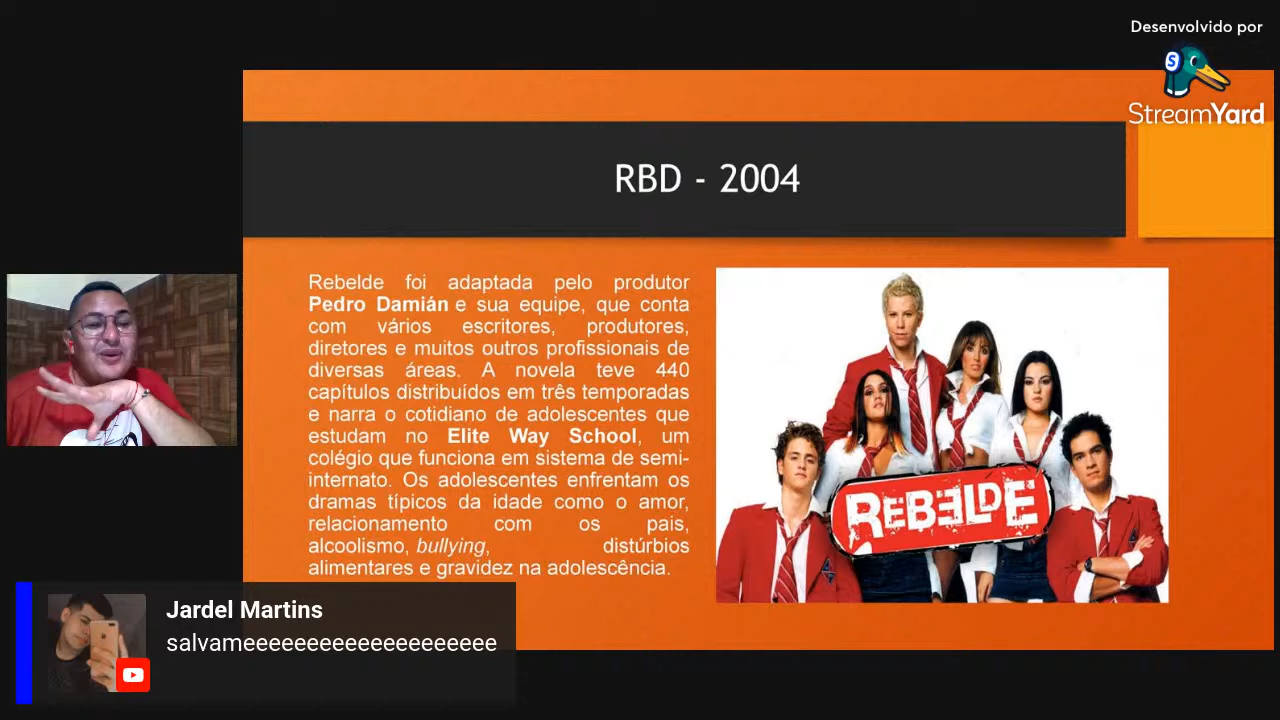 Desenvolvido por
StreamYard
RBD - 2004
Rebelde foi adaptada pelo produtor
Pedro Damián e sua equipe, que conta
com vários escritores, produtores,
diretores e muitos outros profissionais de
diversas áreas. A novela teve 440
capítulos distribuídos em três temporadas
e narra o cotidiano de adolescentes que
estudam no Elite Way School, um
colégio que funciona em sistema de semi-
internato. Os adolescentes enfrentam os
dramas típicos da idade como o amor,
relacionamento com os pais,
alcoolismo, bullying, distúrbios
alimentares e gravidez na adolescência.
REBELDE
Jardel Martins
salvameeeeeeeeeeeeeeeeeeee